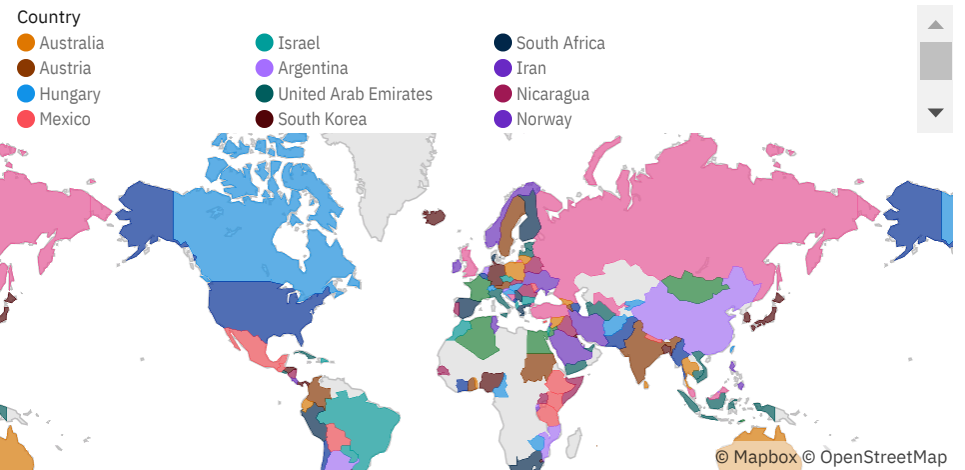 Country
Australia
Austria
Hungary
Mexico
Israel
Argentina
United Arab Emirates
South Korea
South Africa
Iran
Nicaragua
Norway
© Mapbox © OpenStreetMap